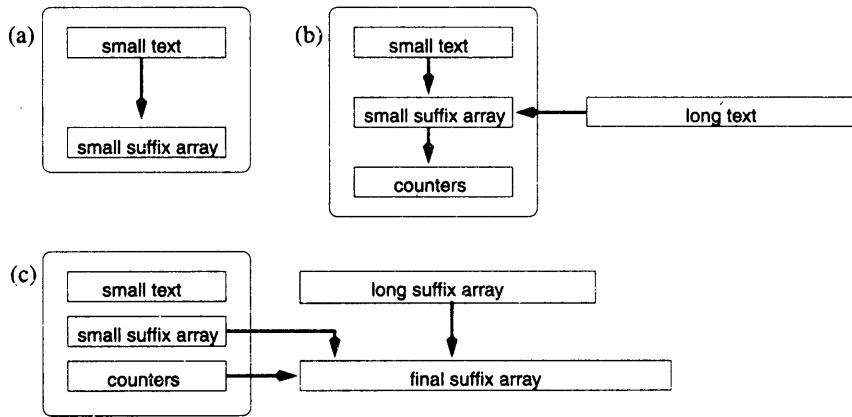 (a)
small text
small suffix array
(b)
small text
small suffix array
long text
counters
(c)
small text
long suffix array
small suffix array
counters
final suffix array